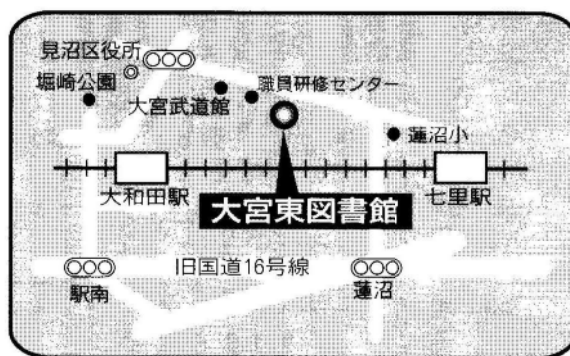 見沼区役所
堀崎公園
大宮武道館
職員研修センター
蓮沼小
大和田駅
七里駅
大宮東図書館
旧国道16号線
駅南
蓮沼